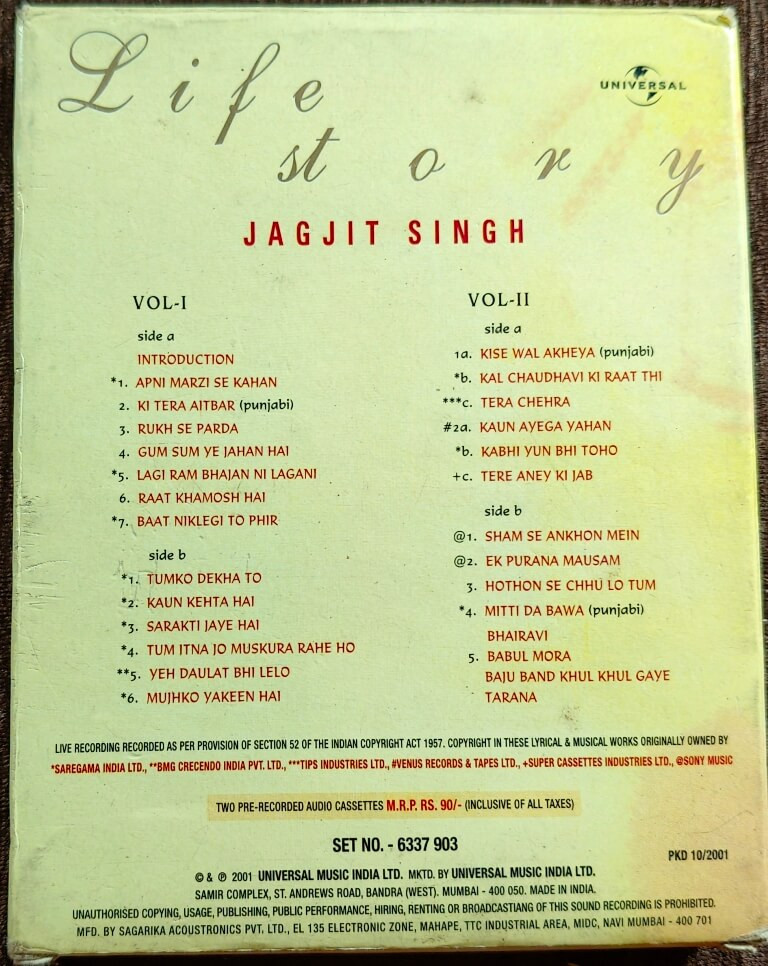 Life
UNIVERSAL
story
JAGJIT SINGH
VOL-I
side a
INTRODUCTION
*1. APNI MARZI SE KAHAN
2. KI TERA AITBAR (punjabi)
3. RUKH SE PARDA
4. GUM SUM YE JAHAN HAI
*5. LAGI RAM BHAJAN NI LAGANI
6. RAAT KHAMOSH HAI
*7. BAAT NIKLEGI TO PHIR
side b
*1. TUMKO DEKHA TO
*2. KAUN KEHTA HAI
*3. SARAKTI JAYE HAI
*4. TUM ITNA JO MUSKURA RAHE HO
**5. YEH DAULAT BHI LELO
*6. MUJHKO YAKEEN HAI
VOL-II
side a
1a. KISE WAL AKHEYA (punjabi)
*b. KAL CHAUDHAVI KI RAAT THI
***c. TERA CHEHRA
#2a. KAUN AYEGA YAHAN
*b. KABHI YUN BHI TOHO
+c. TERE ANEY KI JAB
side b
@1. SHAM SE ANKHON MEIN
@2. EK PURANA MAUSAM
3. HOTHON SE CHHU LO TUM
*4. MITTI DA BAWA (punjabi)
BHAIRAVI
5. BABUL MORA
BAJU BAND KHUL KHUL GAYE
TARANA
LIVE RECORDING RECORDED AS PER PROVISION OF SECTION 52 OF THE INDIAN COPYRIGHT ACT 1957. COPYRIGHT IN THESE LYRICAL & MUSICAL WORKS ORIGINALLY OWNED BY
*SAREGAMA INDIA LTD., **BMG CRECENDO INDIA PVT. LTD., ***TIPS INDUSTRIES LTD., #VENUS RECORDS & TAPES LTD., +SUPER CASSETTES INDUSTRIES LTD., @SONY MUSIC
TWO PRE-RECORDED AUDIO CASSETTES M.R.P. RS. 90/- (INCLUSIVE OF ALL TAXES)
SET NO. - 6337 903
PKD 10/2001
© & ℗ 2001 UNIVERSAL MUSIC INDIA LTD. MKTD. BY UNIVERSAL MUSIC INDIA LTD.
SAMIR COMPLEX, ST. ANDREWS ROAD, BANDRA (WEST). MUMBAI - 400 050. MADE IN INDIA.
UNAUTHORISED COPYING, USAGE, PUBLISHING, PUBLIC PERFORMANCE, HIRING, RENTING OR BROADCASTIANG OF THIS SOUND RECORDING IS PROHIBITED.
MFD. BY SAGARIKA ACOUSTRONICS PVT. LTD., EL 135 ELECTRONIC ZONE, MAHAPE, TTC INDUSTRIAL AREA, MIDC, NAVI MUMBAI - 400 701